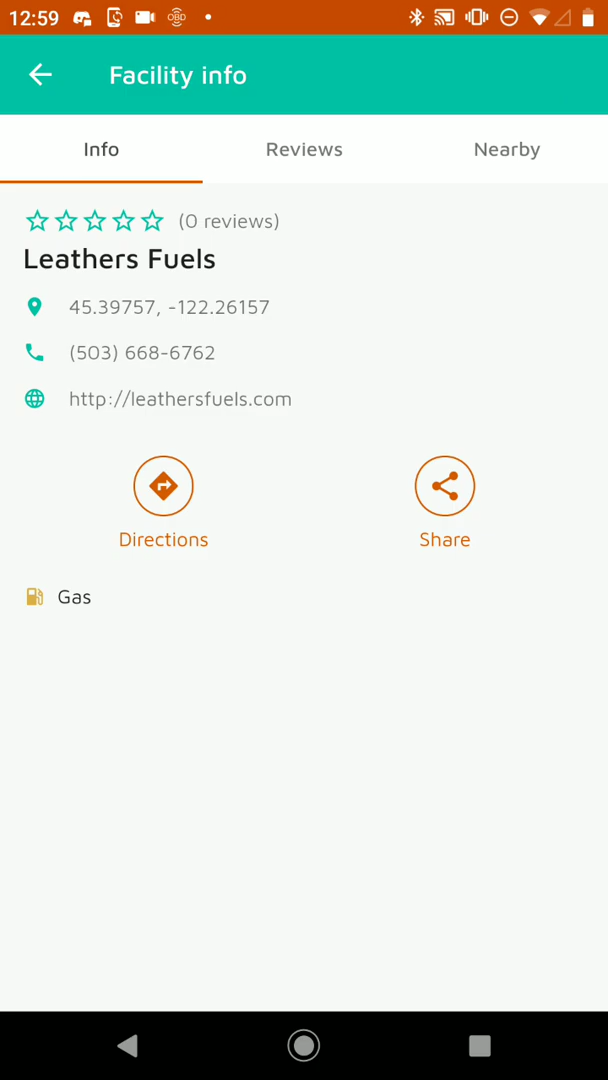 12:59 OBD
Facility info
Info Reviews Nearby
(0 reviews)
Leathers Fuels
45.39757, -122.26157
(503) 668-6762
http://leathersfuels.com
Directions Share
Gas